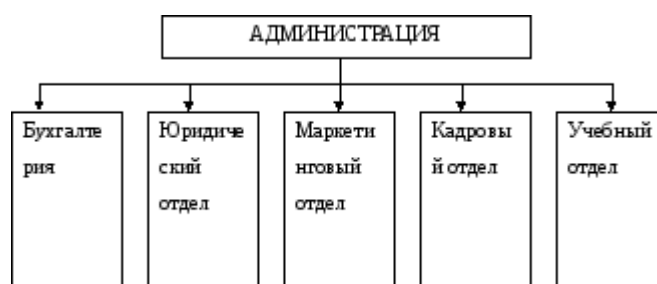 АДМИНИСТРАЦИЯ
Бухгалте
рия
Юридиче
ский
отдел
Маркети
нговый
отдел
Кадровы
й отдел
Учебный
отдел